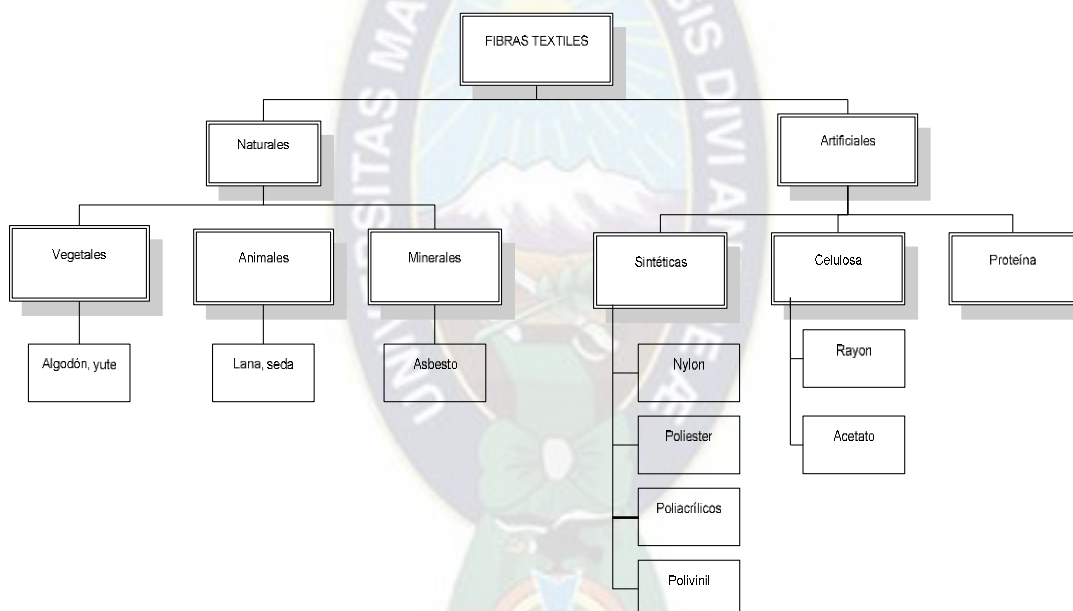 FIBRAS TEXTILES
Naturales
Artificiales
Vegetales
Animales
Minerales
Sintéticas
Celulosa
Proteína
Algodón, yute
Lana, seda
Asbesto
Nylon
Rayon
Poliester
Acetato
Poliacrílicos
Polivinil